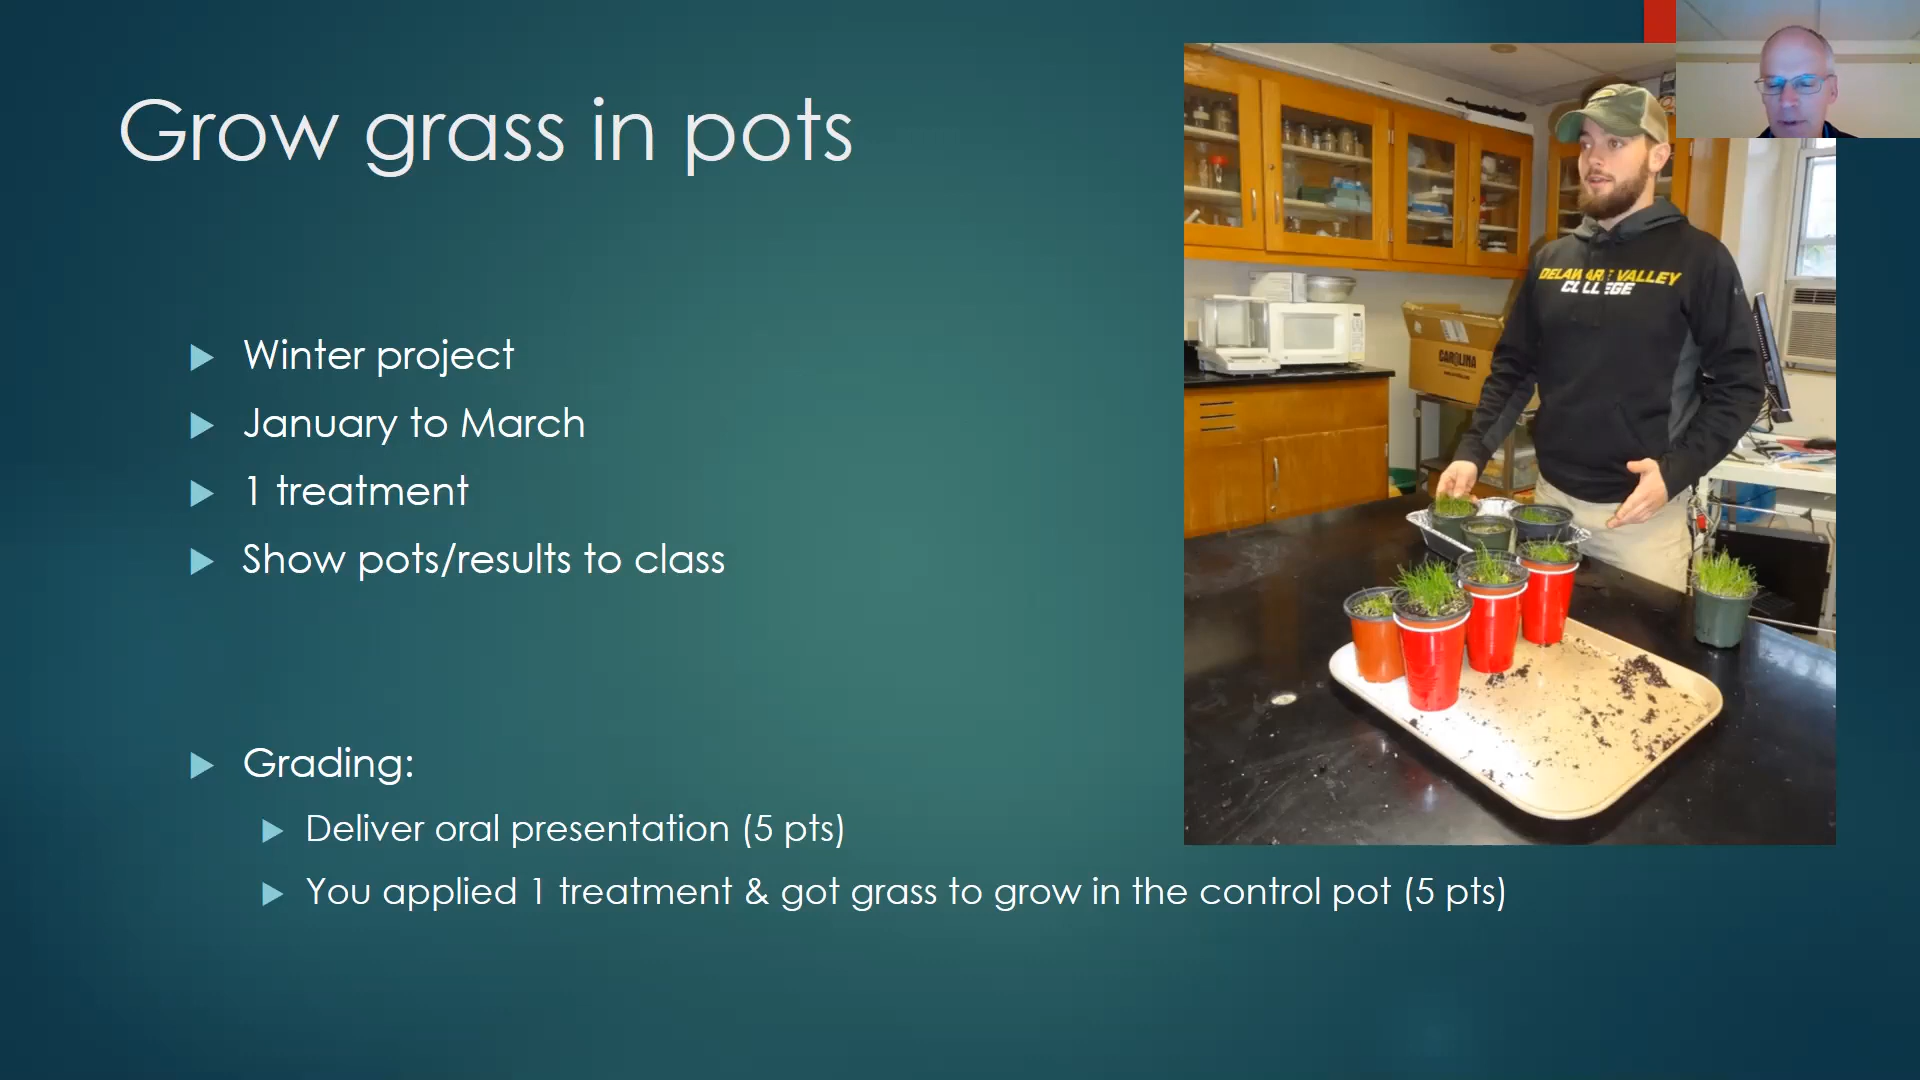 Grow grass in pots
Winter project
January to March
1 treatment
Show pots/results to class
Grading:
Deliver oral presentation (5 pts)
You applied 1 treatment & got grass to grow in the control pot (5 pts)
DELAWARE VALLEY
COLLEGE
CAROLINA